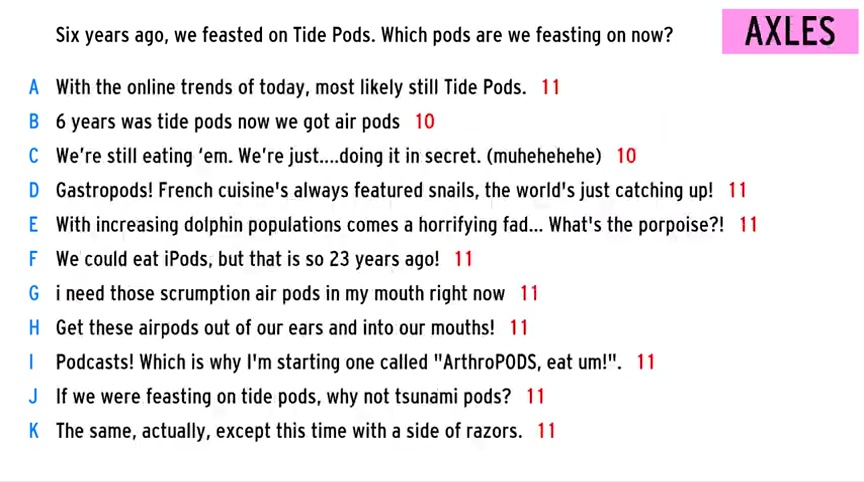 Six years ago, we feasted on Tide Pods. Which pods are we feasting on now?
AXLES
A With the online trends of today, most likely still Tide Pods. 11
B 6 years was tide pods now we got air pods 10
C We're still eating ‘em. We're just....doing it in secret. (muhehehehe) 10
D Gastropods! French cuisine's always featured snails, the world's just catching up! 11
E With increasing dolphin populations comes a horrifying fad... What's the porpoise?! 11
F We could eat iPods, but that is so 23 years ago! 11
G i need those scrumption air pods in my mouth right now 11
H Get these airpods out of our ears and into our mouths! 11
I Podcasts! Which is why I'm starting one called "ArthroPODS, eat um!". 11
J If we were feasting on tide pods, why not tsunami pods? 11
K The same, actually, except this time with a side of razors. 11